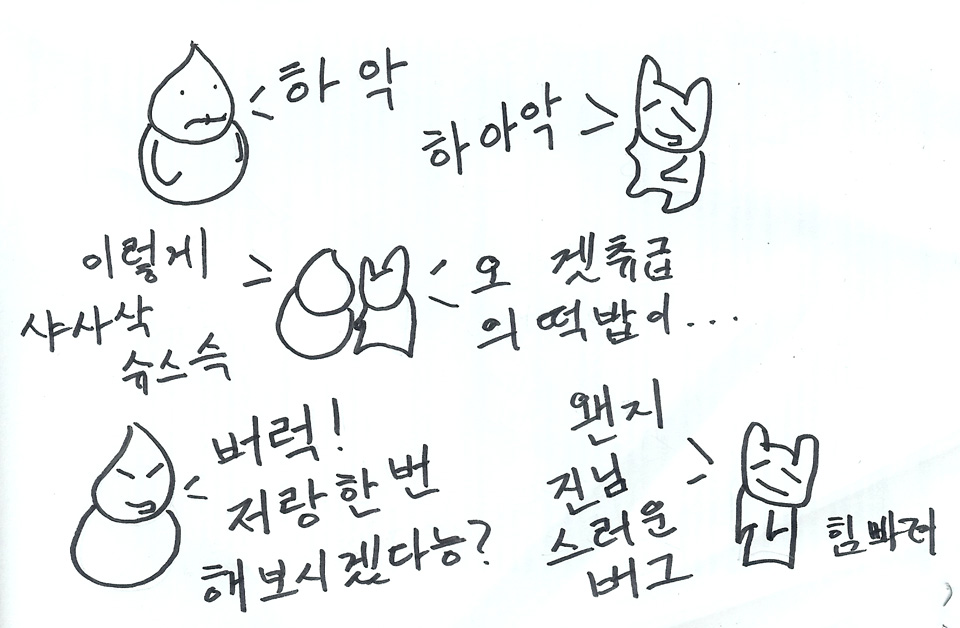 하 악
하 아 악
이렇게
샤사삭
슈스슥
오 겟츄급
의 떡밥이...
버럭!
저랑 한 번
해보시겠다능?
왠지
진님
스러운
버그
힘빠려